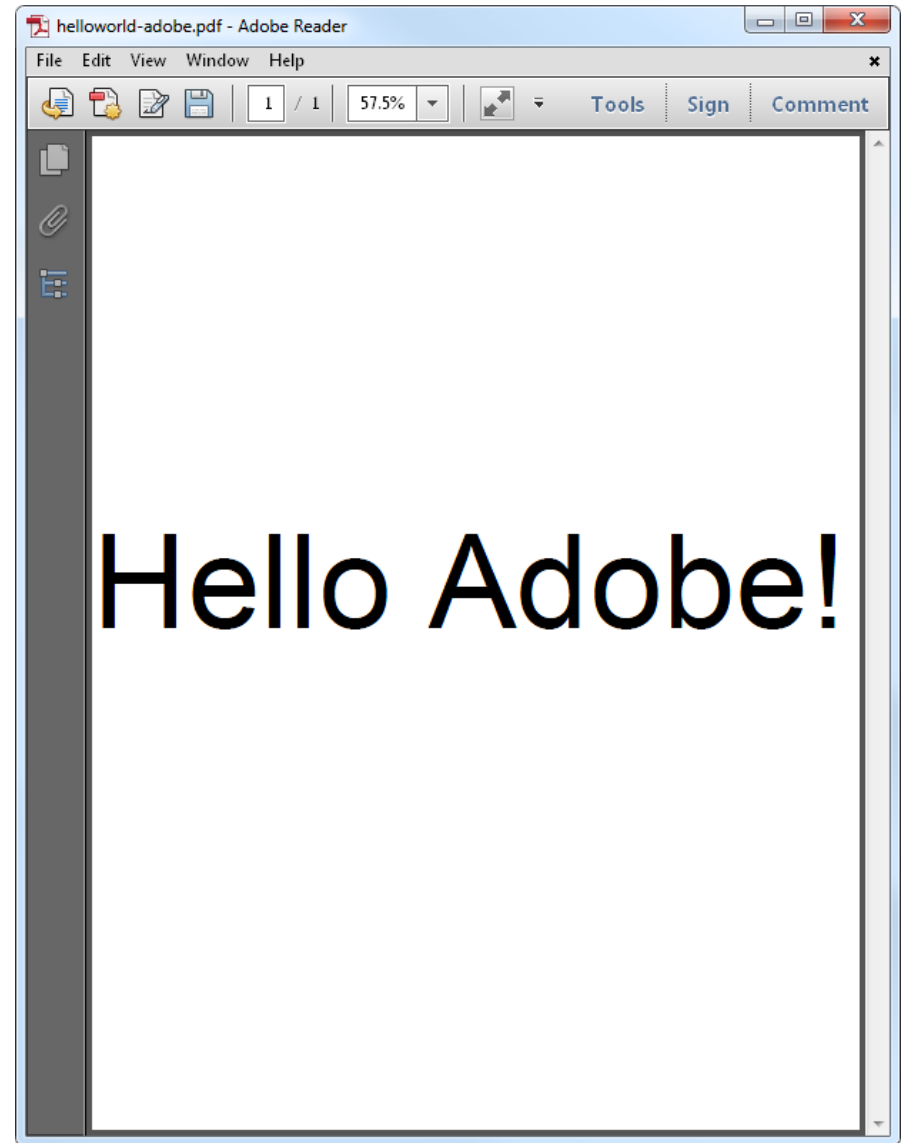 helloworld-adobe.pdf - Adobe Reader
File Edit View Window Help
1 / 1 57.5% Tools Sign Comment
Hello Adobe!